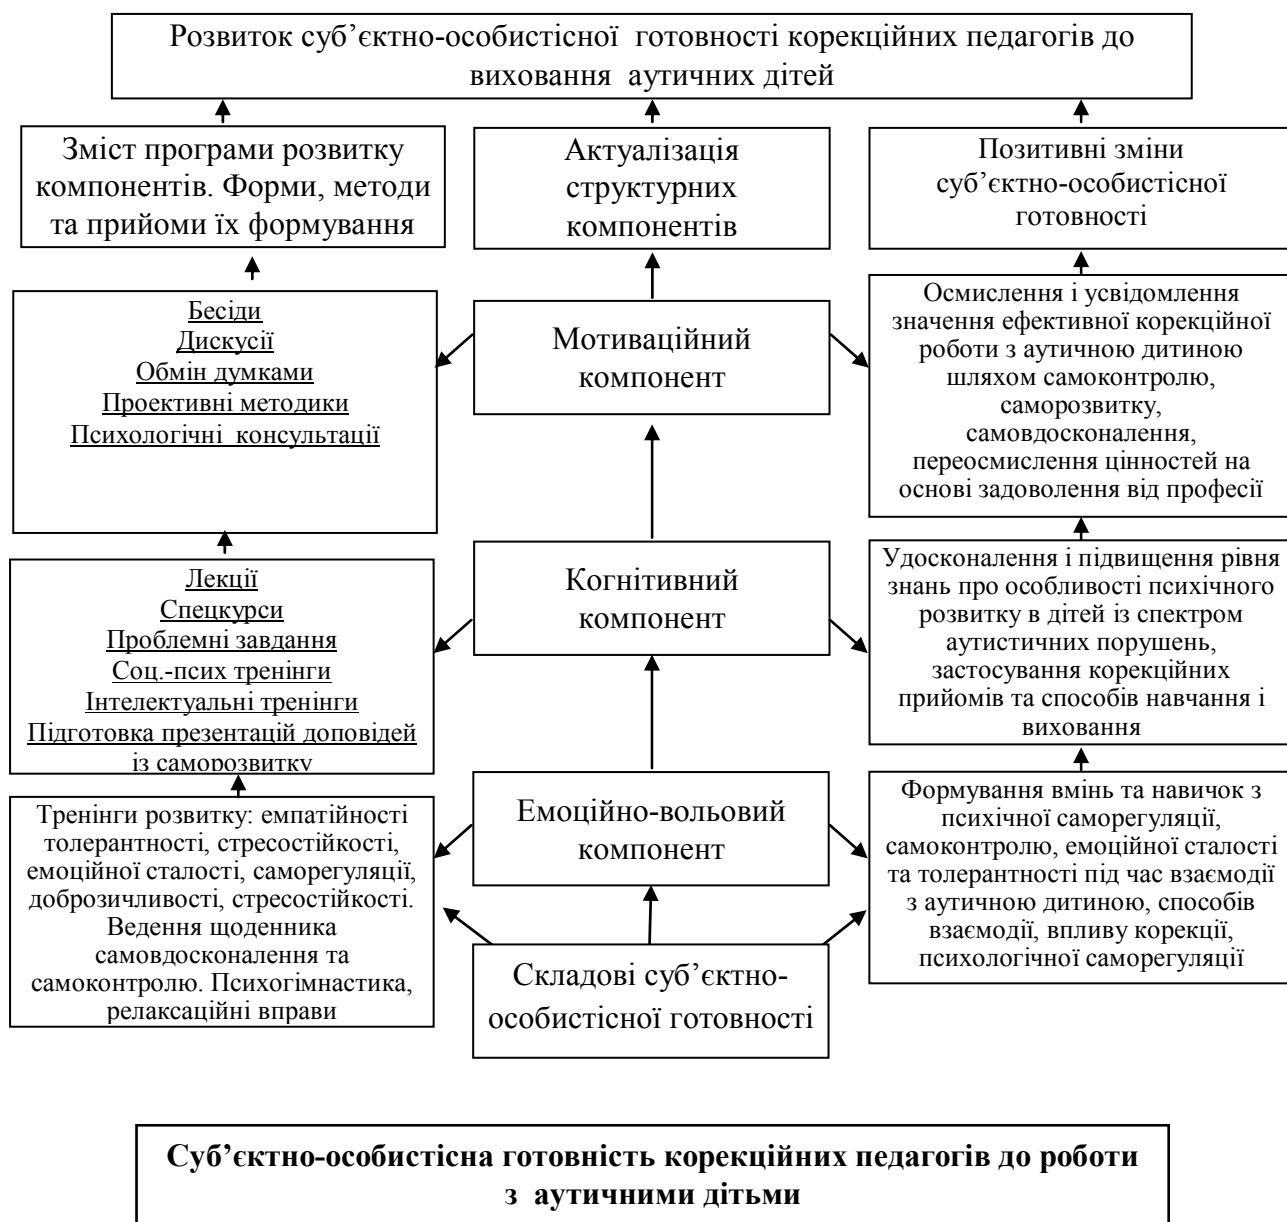 Розвиток суб’єктно-особистісної готовності корекційних педагогів до
виховання аутичних дітей
Зміст програми розвитку
компонентів. Форми, методи
та прийоми їх формування
Актуалізація
структурних
компонентів
Позитивні зміни
суб’єктно-особистісної
готовності
Бесіди
Дискусії
Обмін думками
Проективні методики
Психологічні консультації
Мотиваційний
компонент
Осмислення і усвідомлення
значення ефективної корекційної
роботи з аутичною дитиною
шляхом самоконтролю,
саморозвитку,
самовдосконалення,
переосмислення цінностей на
основі задоволення від професії
Лекції
Спецкурси
Проблемні завдання
Соц.-псих тренінги
Інтелектуальні тренінги
Підготовка презентацій доповідей
із саморозвитку
Когнітивний
компонент
Удосконалення і підвищення рівня
знань про особливості психічного
розвитку в дітей із спектром
аутистичних порушень,
застосування корекційних
прийомів та способів навчання і
виховання
Тренінги розвитку: емпатійності
толерантності, стресостійкості,
емоційної сталості, саморегуляції,
доброзичливості, стресостійкості.
Ведення щоденника
самовдосконалення та
самоконтролю. Психогімнастика,
релаксаційні вправи
Емоційно-вольовий
компонент
Формування вмінь та навичок з
психічної саморегуляції,
самоконтролю, емоційної сталості
та толерантності під час взаємодії
з аутичною дитиною, способів
взаємодії, впливу корекції,
психологічної саморегуляції
Складові суб’єктно-
особистісної готовності
Суб’єктно-особистісна готовність корекційних педагогів до роботи
з аутичними дітьми